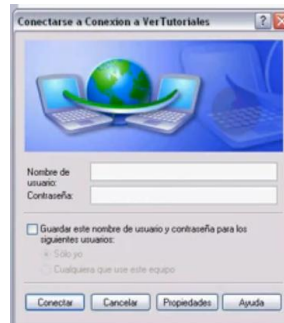 Conectarse a Conexion a VerTutoriales
Nombre de
usuario:
Contraseña:
Guardar este nombre de usuario y contraseña para los
siguientes usuarios:
Sólo yo
Cualquiera que use este equipo
Conectar Cancelar Propiedades Ayuda